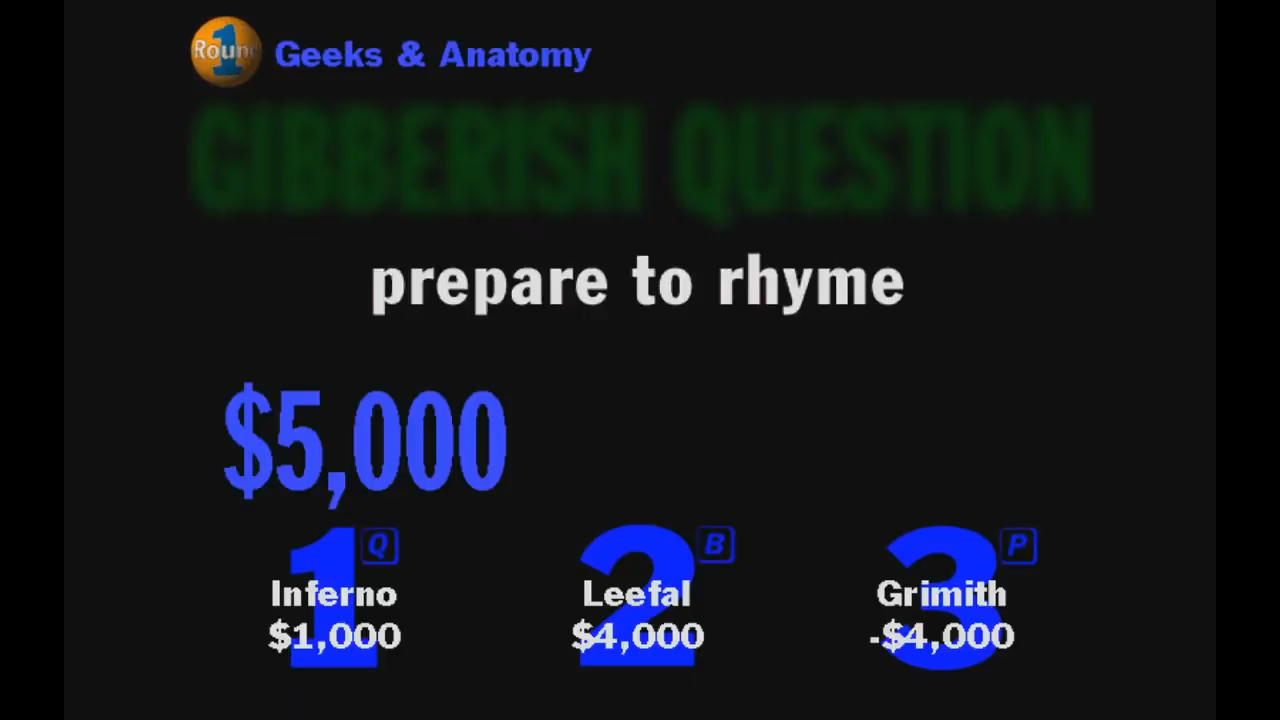 Round 1 Geeks & Anatomy
GIBBERISH QUESTION
prepare to rhyme
$5,000
1 Q 2 B 3 P
Inferno Leefal Grimith
$1,000 $4,000 -$4,000